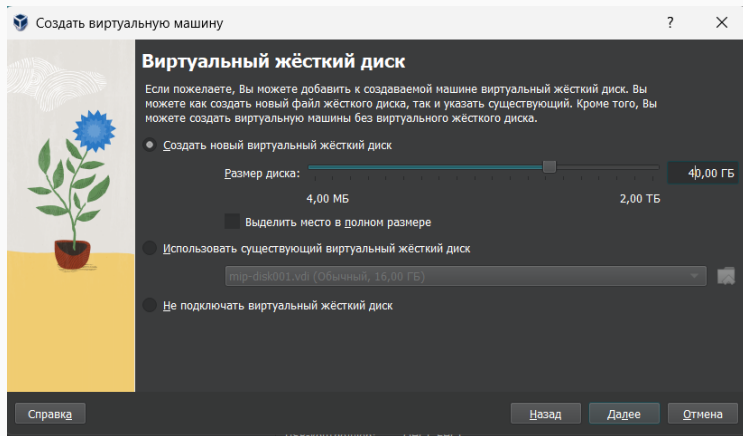 Создать виртуальную машину
?
Виртуальный жёсткий диск
Если пожелаете, Вы можете добавить к создаваемой машине виртуальный жёсткий диск. Вы
можете как создать новый файл жёсткого диска, так и указать существующий. Кроме того, Вы
можете создать виртуальную машины без виртуального жёсткого диска.
Создать новый виртуальный жёсткий диск
Размер диска:
40,00 ГБ
4,00 МБ
2,00 ТБ
Выделить место в полном размере
Использовать существующий виртуальный жёсткий диск
mip-disk001.vdi (Обычный, 16,00 ГБ)
Не подключать виртуальный жёсткий диск
Справка
Назад
Далее
Отмена